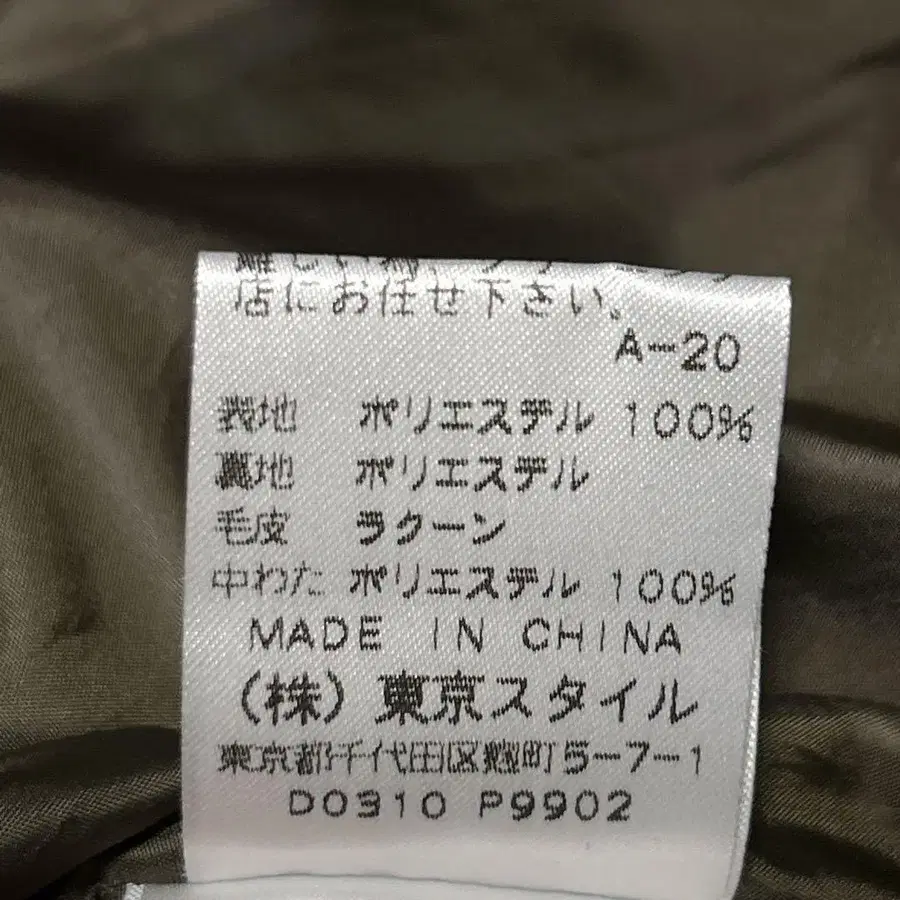 店にお任せ下さい。
A-20
表地 ポリエステル 100%
裏地 ポリエステル
毛皮 ラクーン
中わた ポリエステル 100%
MADE IN CHINA
(株) 東京スタイル
東京都千代田区麹町5-7-1
D0310 P9902